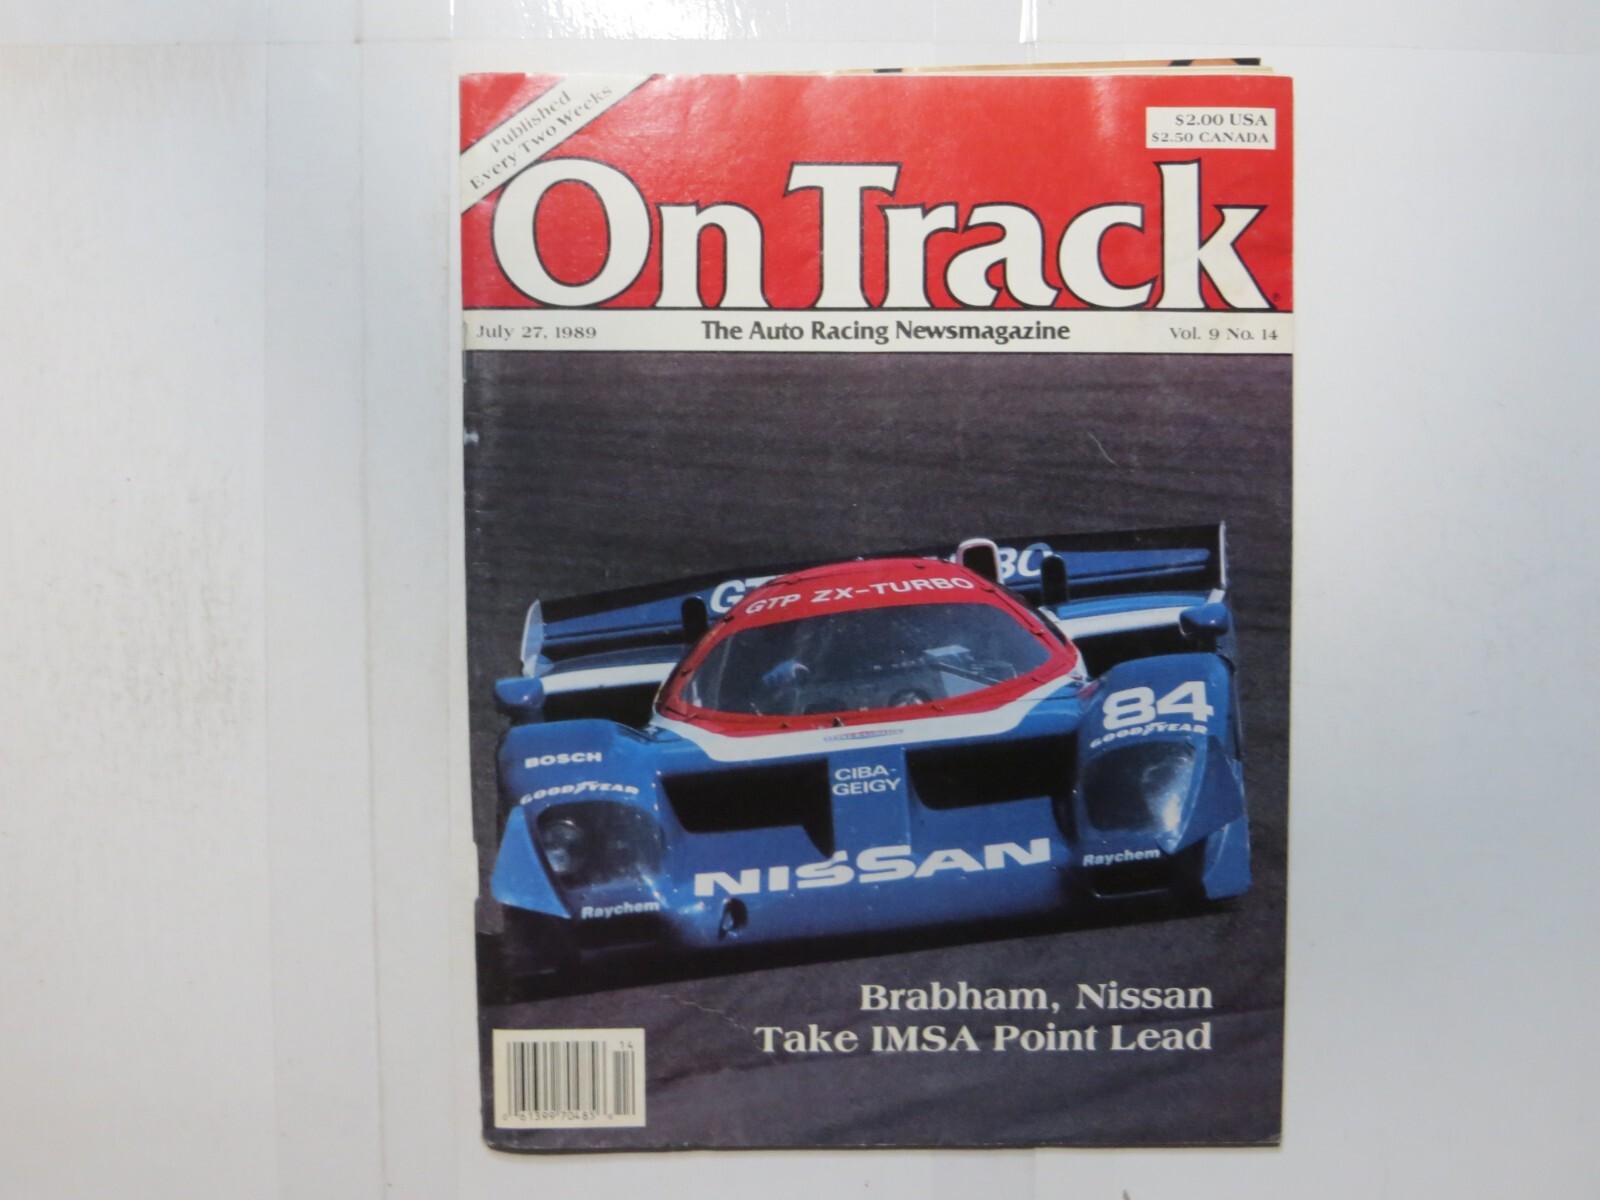 Published
Every Two Weeks
$2.00 USA
$2.50 CANADA
On Track
July 27, 1989
The Auto Racing Newsmagazine
Vol. 9 No. 14
GTP ZX-TURBO
84
GOODYEAR
BOSCH
GOODYEAR
CIBA-
GEIGY
NISSAN
Raychem
Raychem
Brabham, Nissan
Take IMSA Point Lead
14